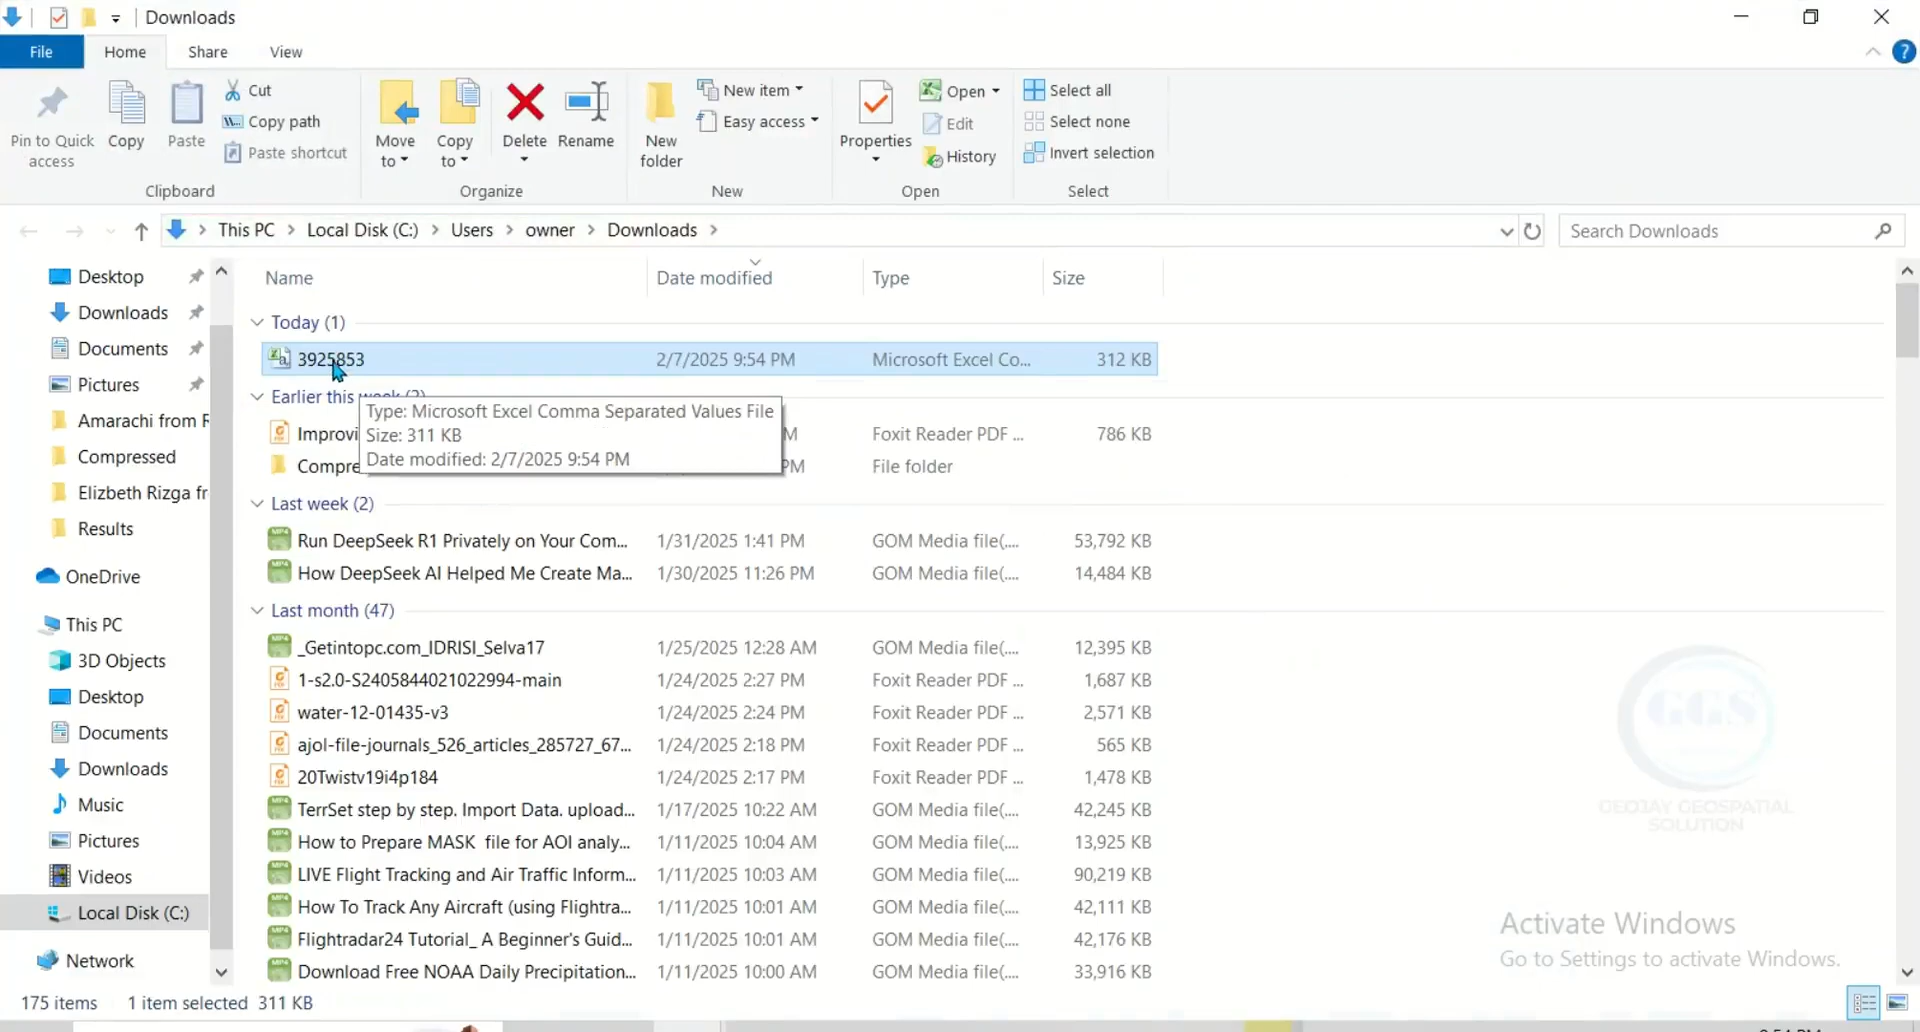 Downloads
File
Home
Share
View
Pin to Quick
access
Copy
Paste
Cut
Copy path
Paste shortcut
Clipboard
Move
to
Copy
to
Delete
Rename
Organize
New
folder
New item
Easy access
New
Properties
Open
Edit
History
Open
Select all
Select none
Invert selection
Select
This PC
Local Disk (C:)
Users
owner
Downloads
Search Downloads
Desktop
Downloads
Documents
Pictures
Amarachi from
Compressed
Elizbeth Rizga fr
Results
OneDrive
This PC
3D Objects
Desktop
Documents
Downloads
Music
Pictures
Videos
Local Disk (C:)
Network
Name Date modified Type Size
Today (1)
3925853 2/7/2025 9:54 PM Microsoft Excel Co... 312 KB
Earlier this
Type: Microsoft Excel Comma Separated Values File
Size: 311 KB
Date modified: 2/7/2025 9:54 PM
Improvi M Foxit Reader PDF ... 786 KB
Compre PM File folder
Last week (2)
Run DeepSeek R1 Privately on Your Com... 1/31/2025 1:41 PM GOM Media file(.... 53,792 KB
How DeepSeek AI Helped Me Create Ma... 1/30/2025 11:26 PM GOM Media file(.... 14,484 KB
Last month (47)
_Getintopc.com_IDRISI_Selva17 1/25/2025 12:28 AM GOM Media file(.... 12,395 KB
1-s2.0-S2405844021022994-main 1/24/2025 2:27 PM Foxit Reader PDF ... 1,687 KB
water-12-01435-v3 1/24/2025 2:24 PM Foxit Reader PDF ... 2,571 KB
ajol-file-journals_526_articles_285727_67... 1/24/2025 2:18 PM Foxit Reader PDF ... 565 KB
20Twistv19i4p184 1/24/2025 2:17 PM Foxit Reader PDF ... 1,478 KB
TerrSet step by step. Import Data. upload... 1/17/2025 10:22 AM GOM Media file(.... 42,245 KB
How to Prepare MASK file for AOI analy... 1/11/2025 10:04 AM GOM Media file(.... 13,925 KB
LIVE Flight Tracking and Air Traffic Inform... 1/11/2025 10:03 AM GOM Media file(.... 90,219 KB
How To Track Any Aircraft (using Flightra... 1/11/2025 10:01 AM GOM Media file(.... 42,111 KB
Flightradar24 Tutorial_ A Beginner's Guid... 1/11/2025 10:01 AM GOM Media file(.... 42,176 KB
Download Free NOAA Daily Precipitation... 1/11/2025 10:00 AM GOM Media file(.... 33,916 KB
GGS
GEOJAY GEOSPATIAL
SOLUTION
Activate Windows
Go to Settings to activate Windows.
175 items 1 item selected 311 KB